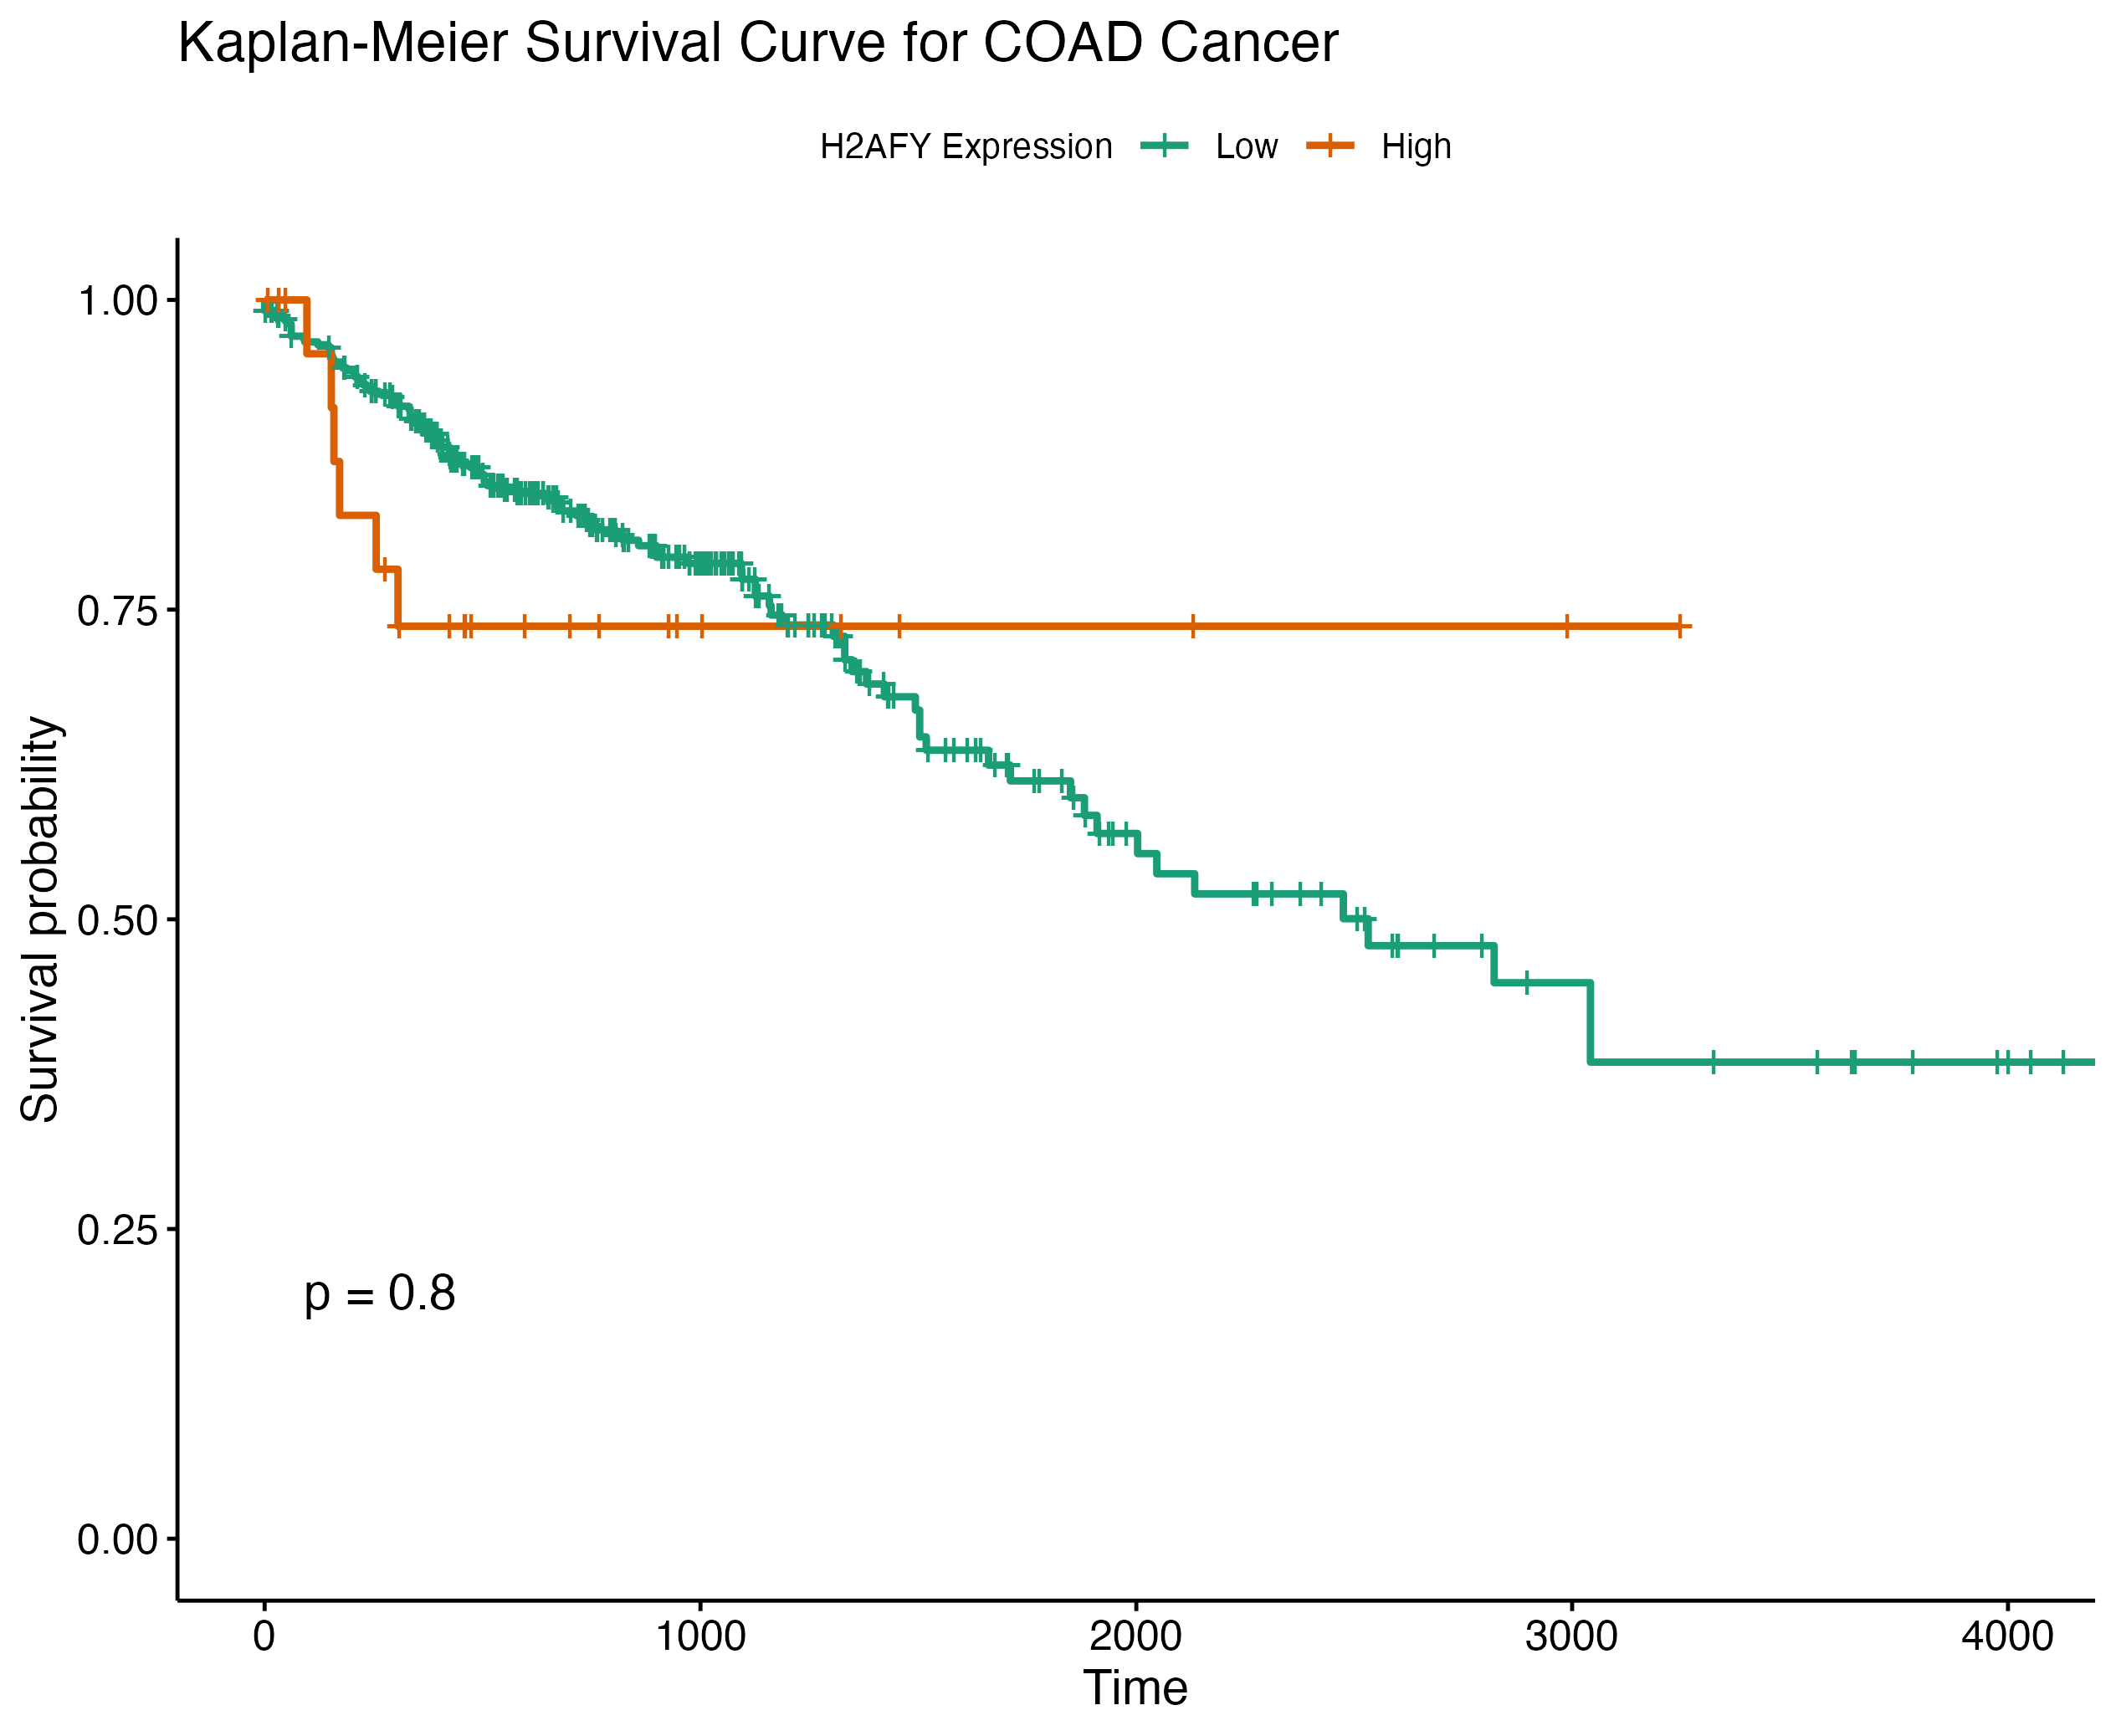 Kaplan-Meier Survival Curve for COAD Cancer
H2AFY Expression Low High
Survival probability
1.00
0.75
0.50
0.25
0.00
p = 0.8
0 1000 2000 3000 4000
Time